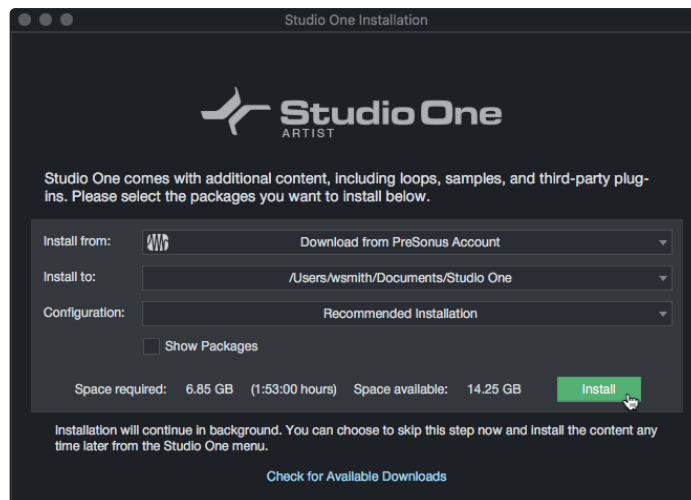 Studio One Installation
Studio One
ARTIST
Studio One comes with additional content, including loops, samples, and third-party plug-
ins. Please select the packages you want to install below.
Install from: Download from PreSonus Account
Install to: /Users/wsmith/Documents/Studio One
Configuration: Recommended Installation
Show Packages
Space required: 6.85 GB (1:53:00 hours) Space available: 14.25 GB Install
Installation will continue in background. You can choose to skip this step now and install the content any
time later from the Studio One menu.
Check for Available Downloads